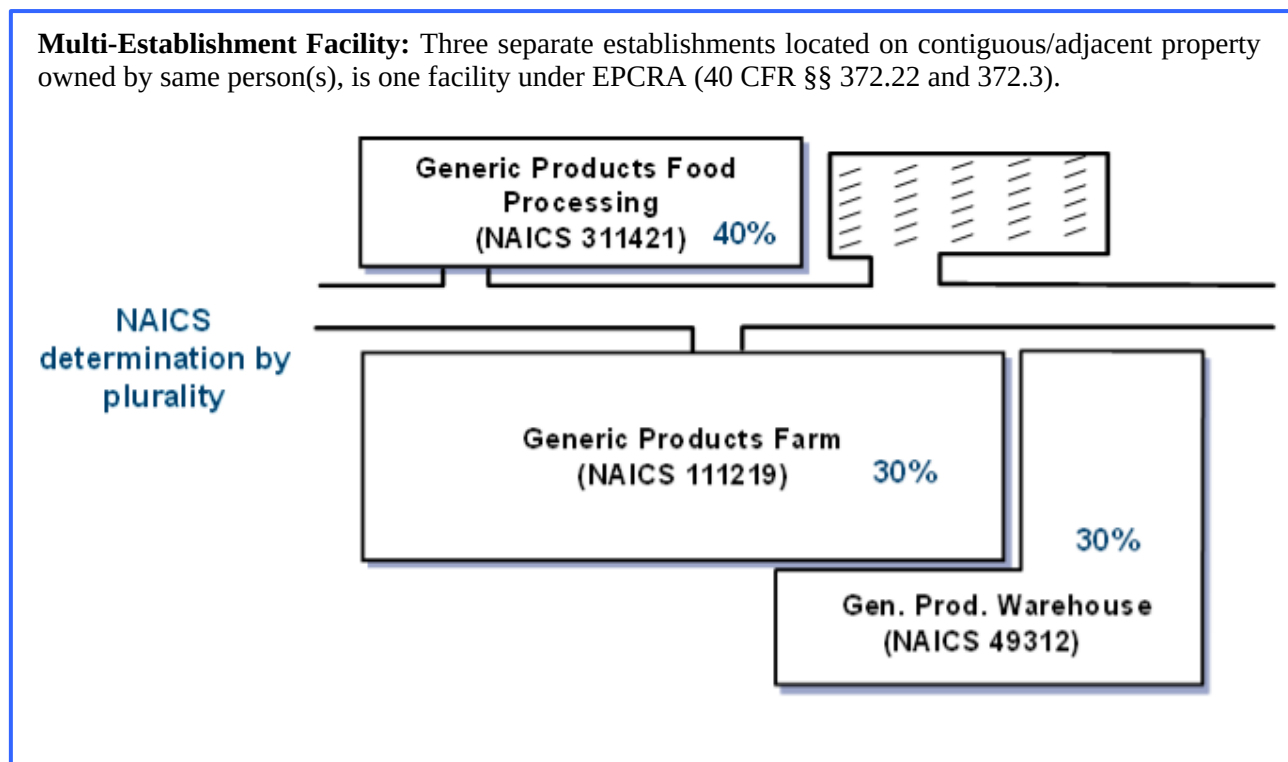 Multi-Establishment Facility: Three separate establishments located on contiguous/adjacent property
owned by same person(s), is one facility under EPCRA (40 CFR §§ 372.22 and 372.3).
Generic Products Food
Processing
(NAICS 311421) 40%
NAICS
determination by
plurality
Generic Products Farm
(NAICS 111219) 30%
30%
Gen. Prod. Warehouse
(NAICS 49312)